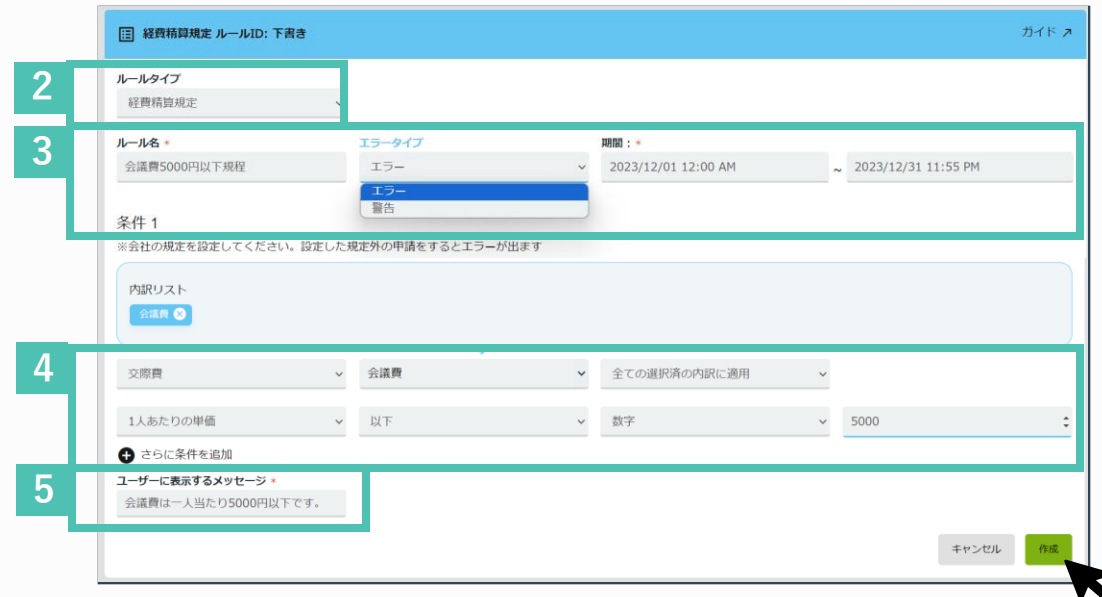 経費精算規定 ルールID: 下書き
ガイド
2
ルールタイプ
経費精算規定
3
ルール名 *
エラータイプ
期間：*
会議費5000円以下規程
エラー
2023/12/01 12:00 AM
~
2023/12/31 11:55 PM
エラー
警告
条件 1
※会社の規定を設定してください。設定した規定外の申請をするとエラーが出ます
内訳リスト
会議費
4
交際費
会議費
全ての選択済の内訳に適用
1人あたりの単価
以下
数字
5000
さらに条件を追加
5
ユーザーに表示するメッセージ *
会議費は一人当たり5000円以下です。
キャンセル
作成